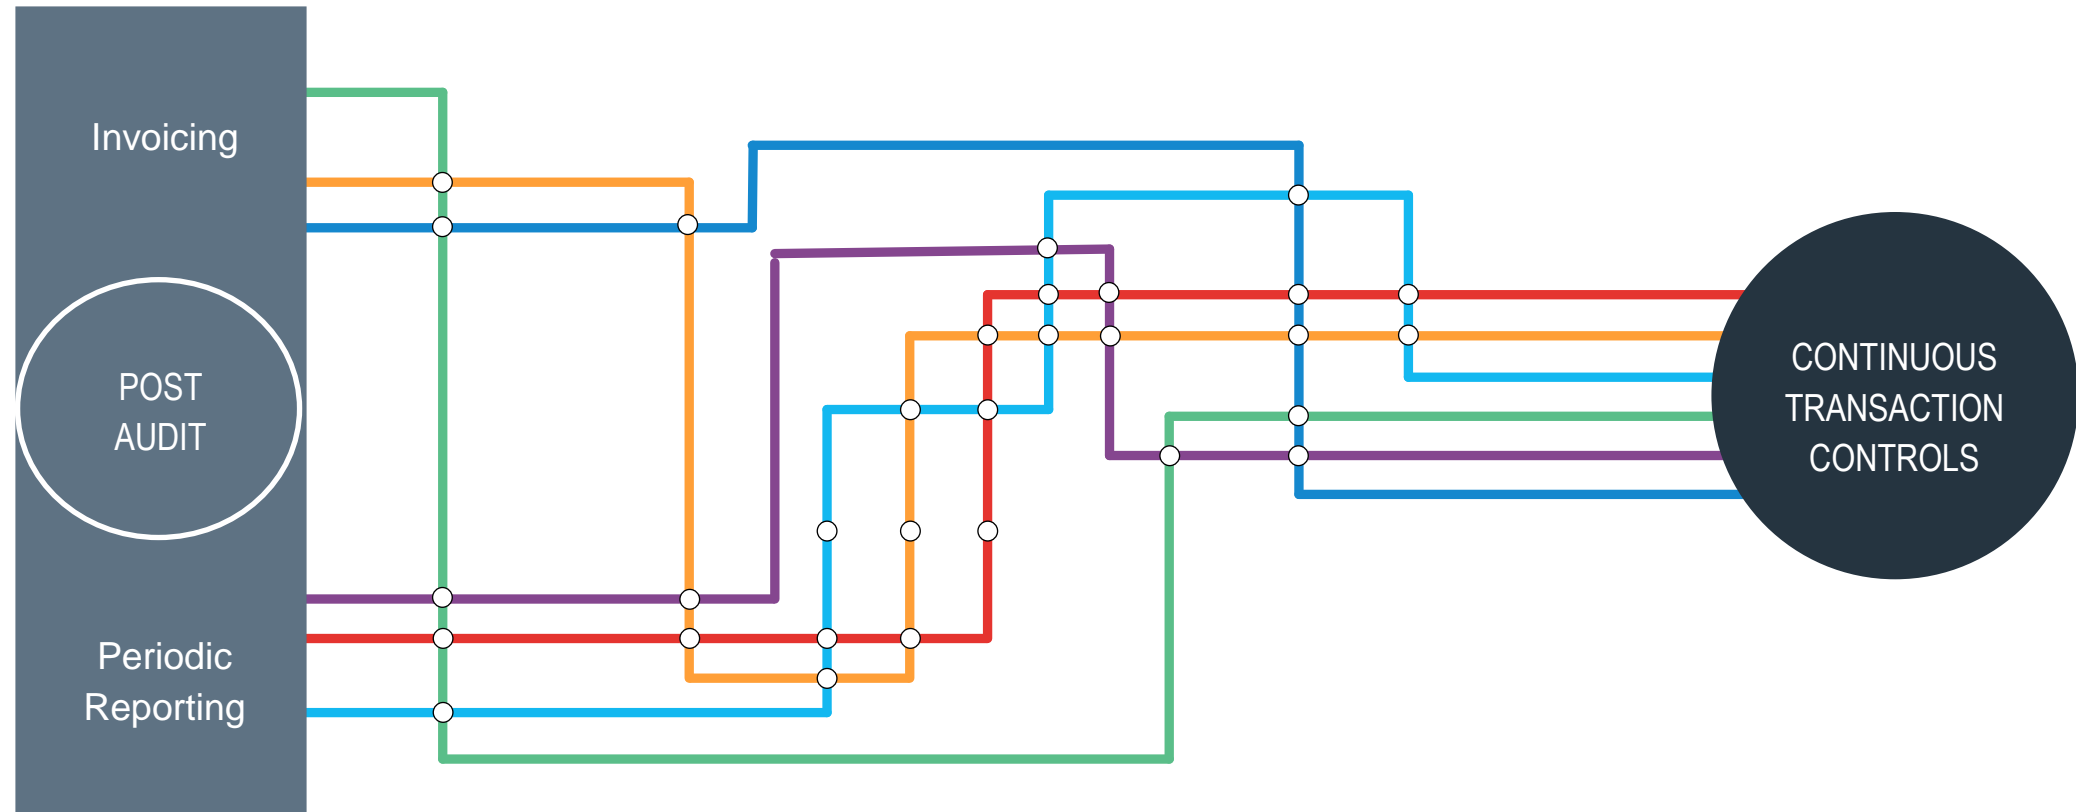 Invoicing
POST
AUDIT
Periodic
Reporting
CONTINUOUS
TRANSACTION
CONTROLS